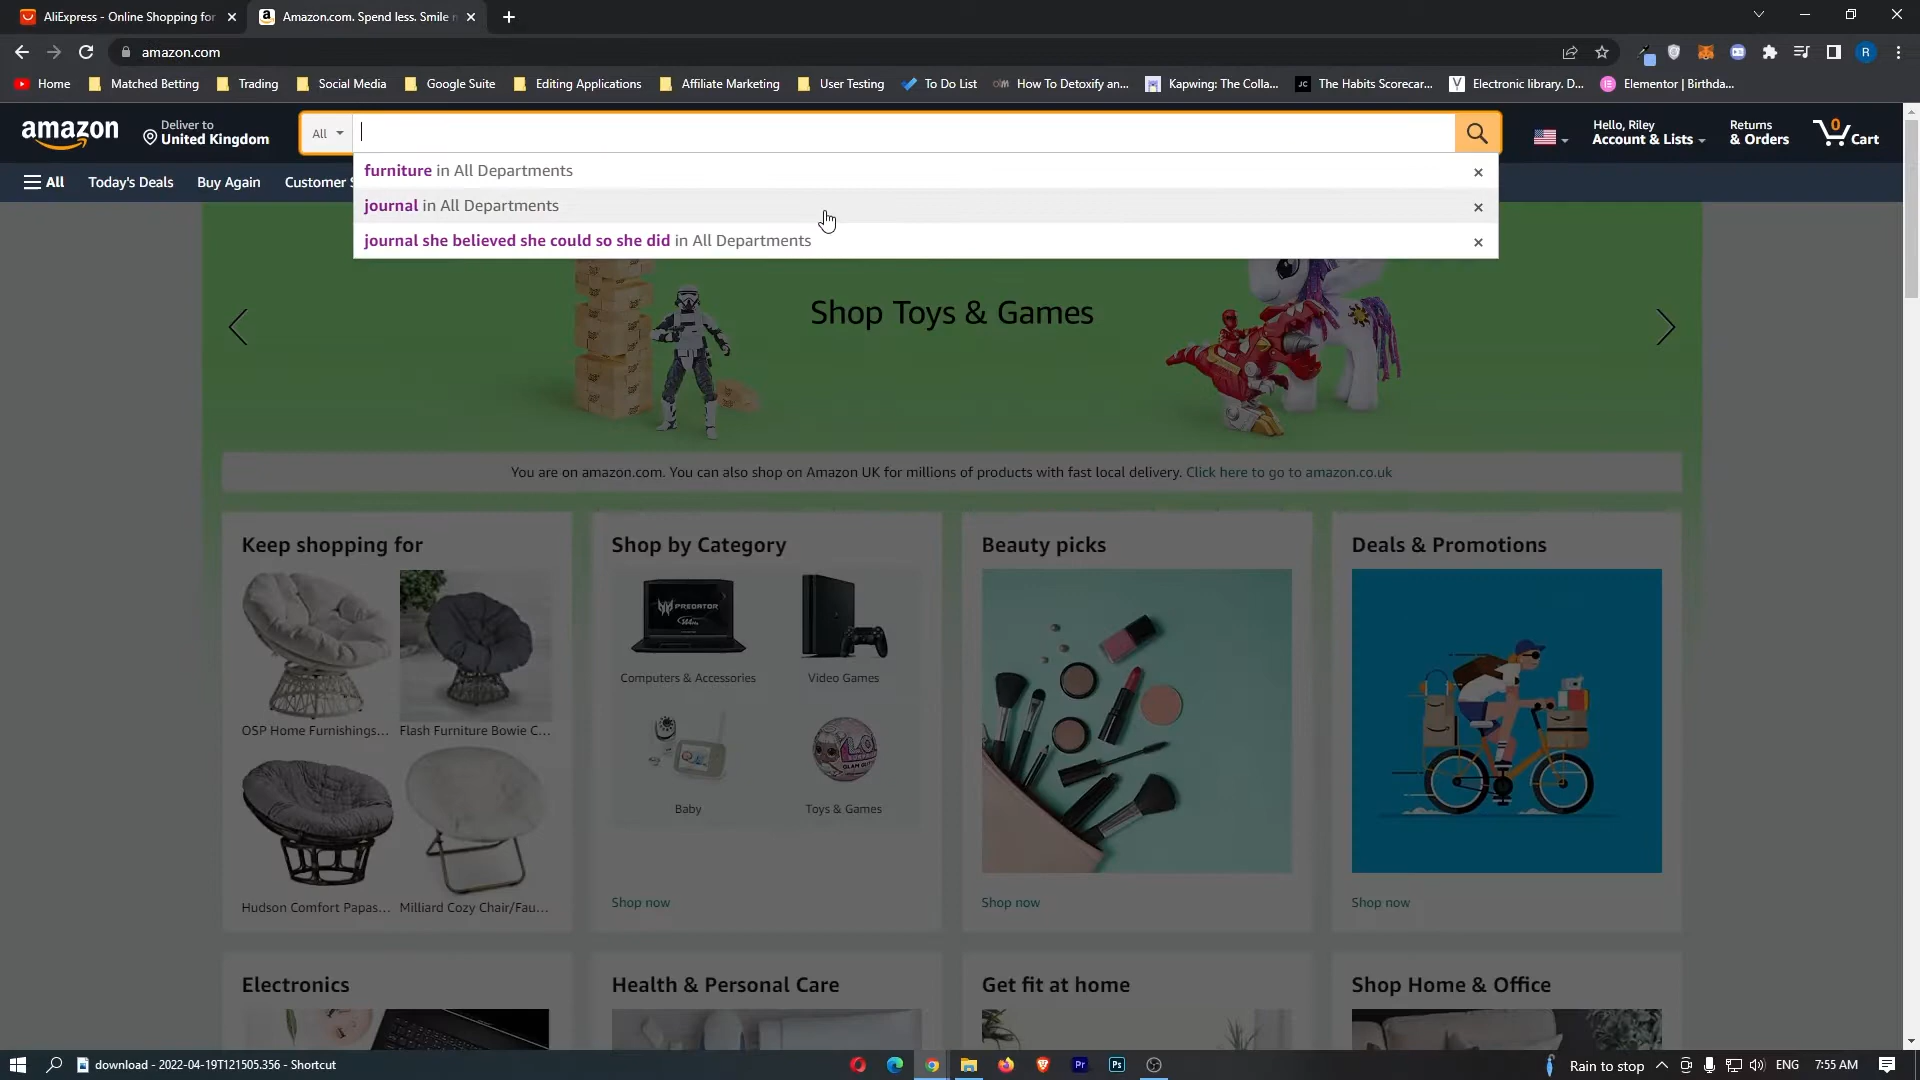 AliExpress - Online Shopping for
Amazon.com. Spend less. Smile m
amazon.com
Home
Matched Betting
Trading
Social Media
Google Suite
Editing Applications
Affiliate Marketing
User Testing
To Do List
How To Detoxify an...
Kapwing: The Colla...
The Habits Scorecar...
Electronic library. D...
Elementor | Birthda...
amazon
Deliver to
United Kingdom
All
Hello, Riley
Account & Lists
Returns
& Orders
0
Cart
All
Today's Deals
Buy Again
Customer S
furniture in All Departments
journal in All Departments
journal she believed she could so she did in All Departments
Shop Toys & Games
You are on amazon.com. You can also shop on Amazon UK for millions of products with fast local delivery. Click here to go to amazon.co.uk
Keep shopping for
OSP Home Furnishings...
Flash Furniture Bowie C...
Hudson Comfort Papas...
Milliard Cozy Chair/Fau...
Shop by Category
PREDATOR
Computers & Accessories
Video Games
Baby
Toys & Games
Shop now
Beauty picks
Shop now
Deals & Promotions
Shop now
Electronics
Health & Personal Care
Get fit at home
Shop Home & Office
download - 2022-04-19T121505.356 - Shortcut
Pr
Ps
Rain to stop
ENG
7:55 AM